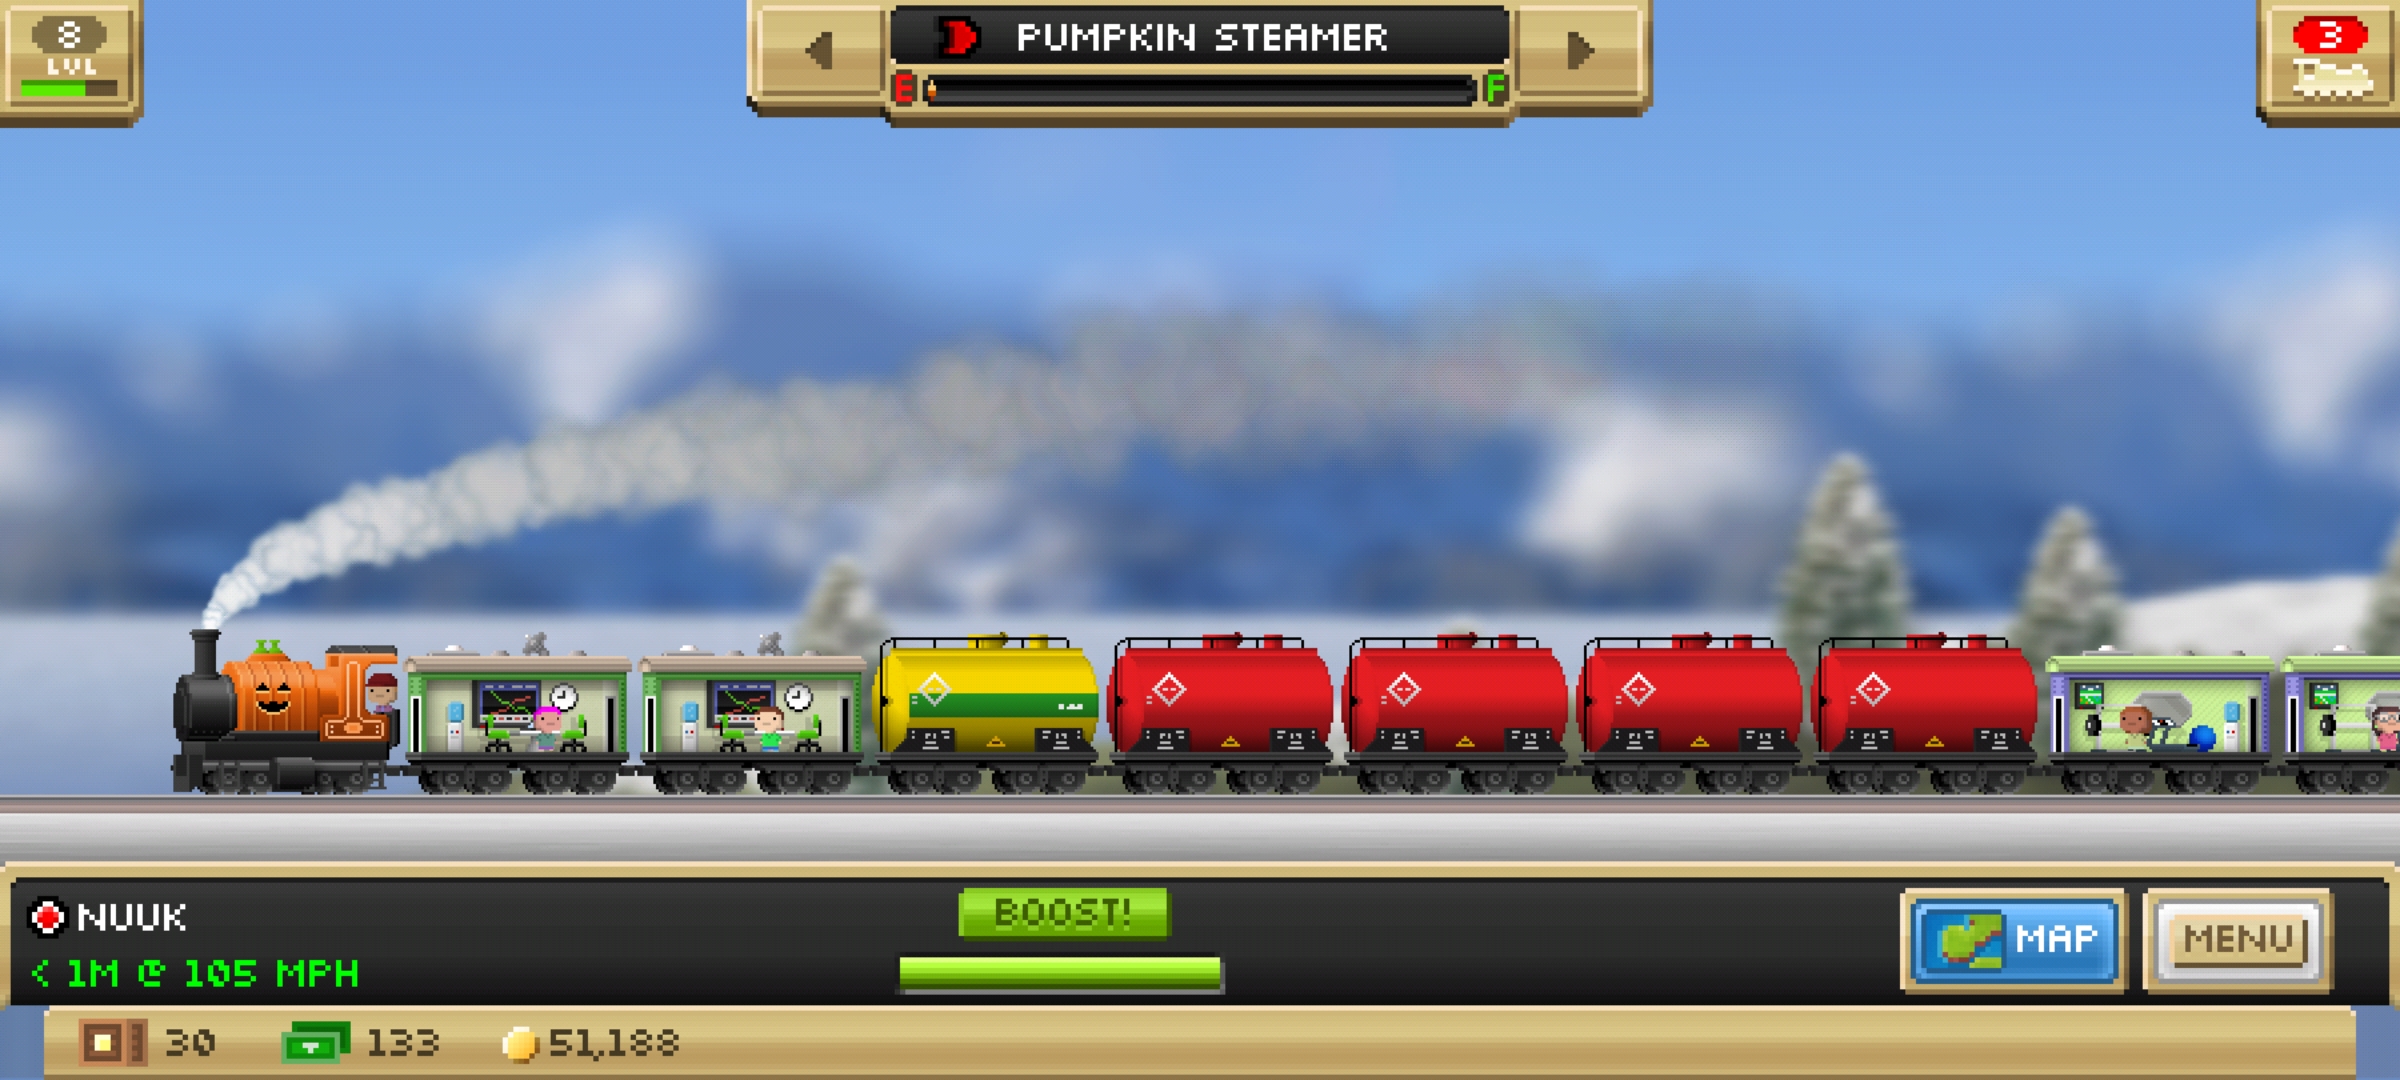 8
LVL
PUMPKIN STEAMER
E F
3
NUUK
BOOST!
< 1M @ 105 MPH
MAP
MENU
30
133
51,188